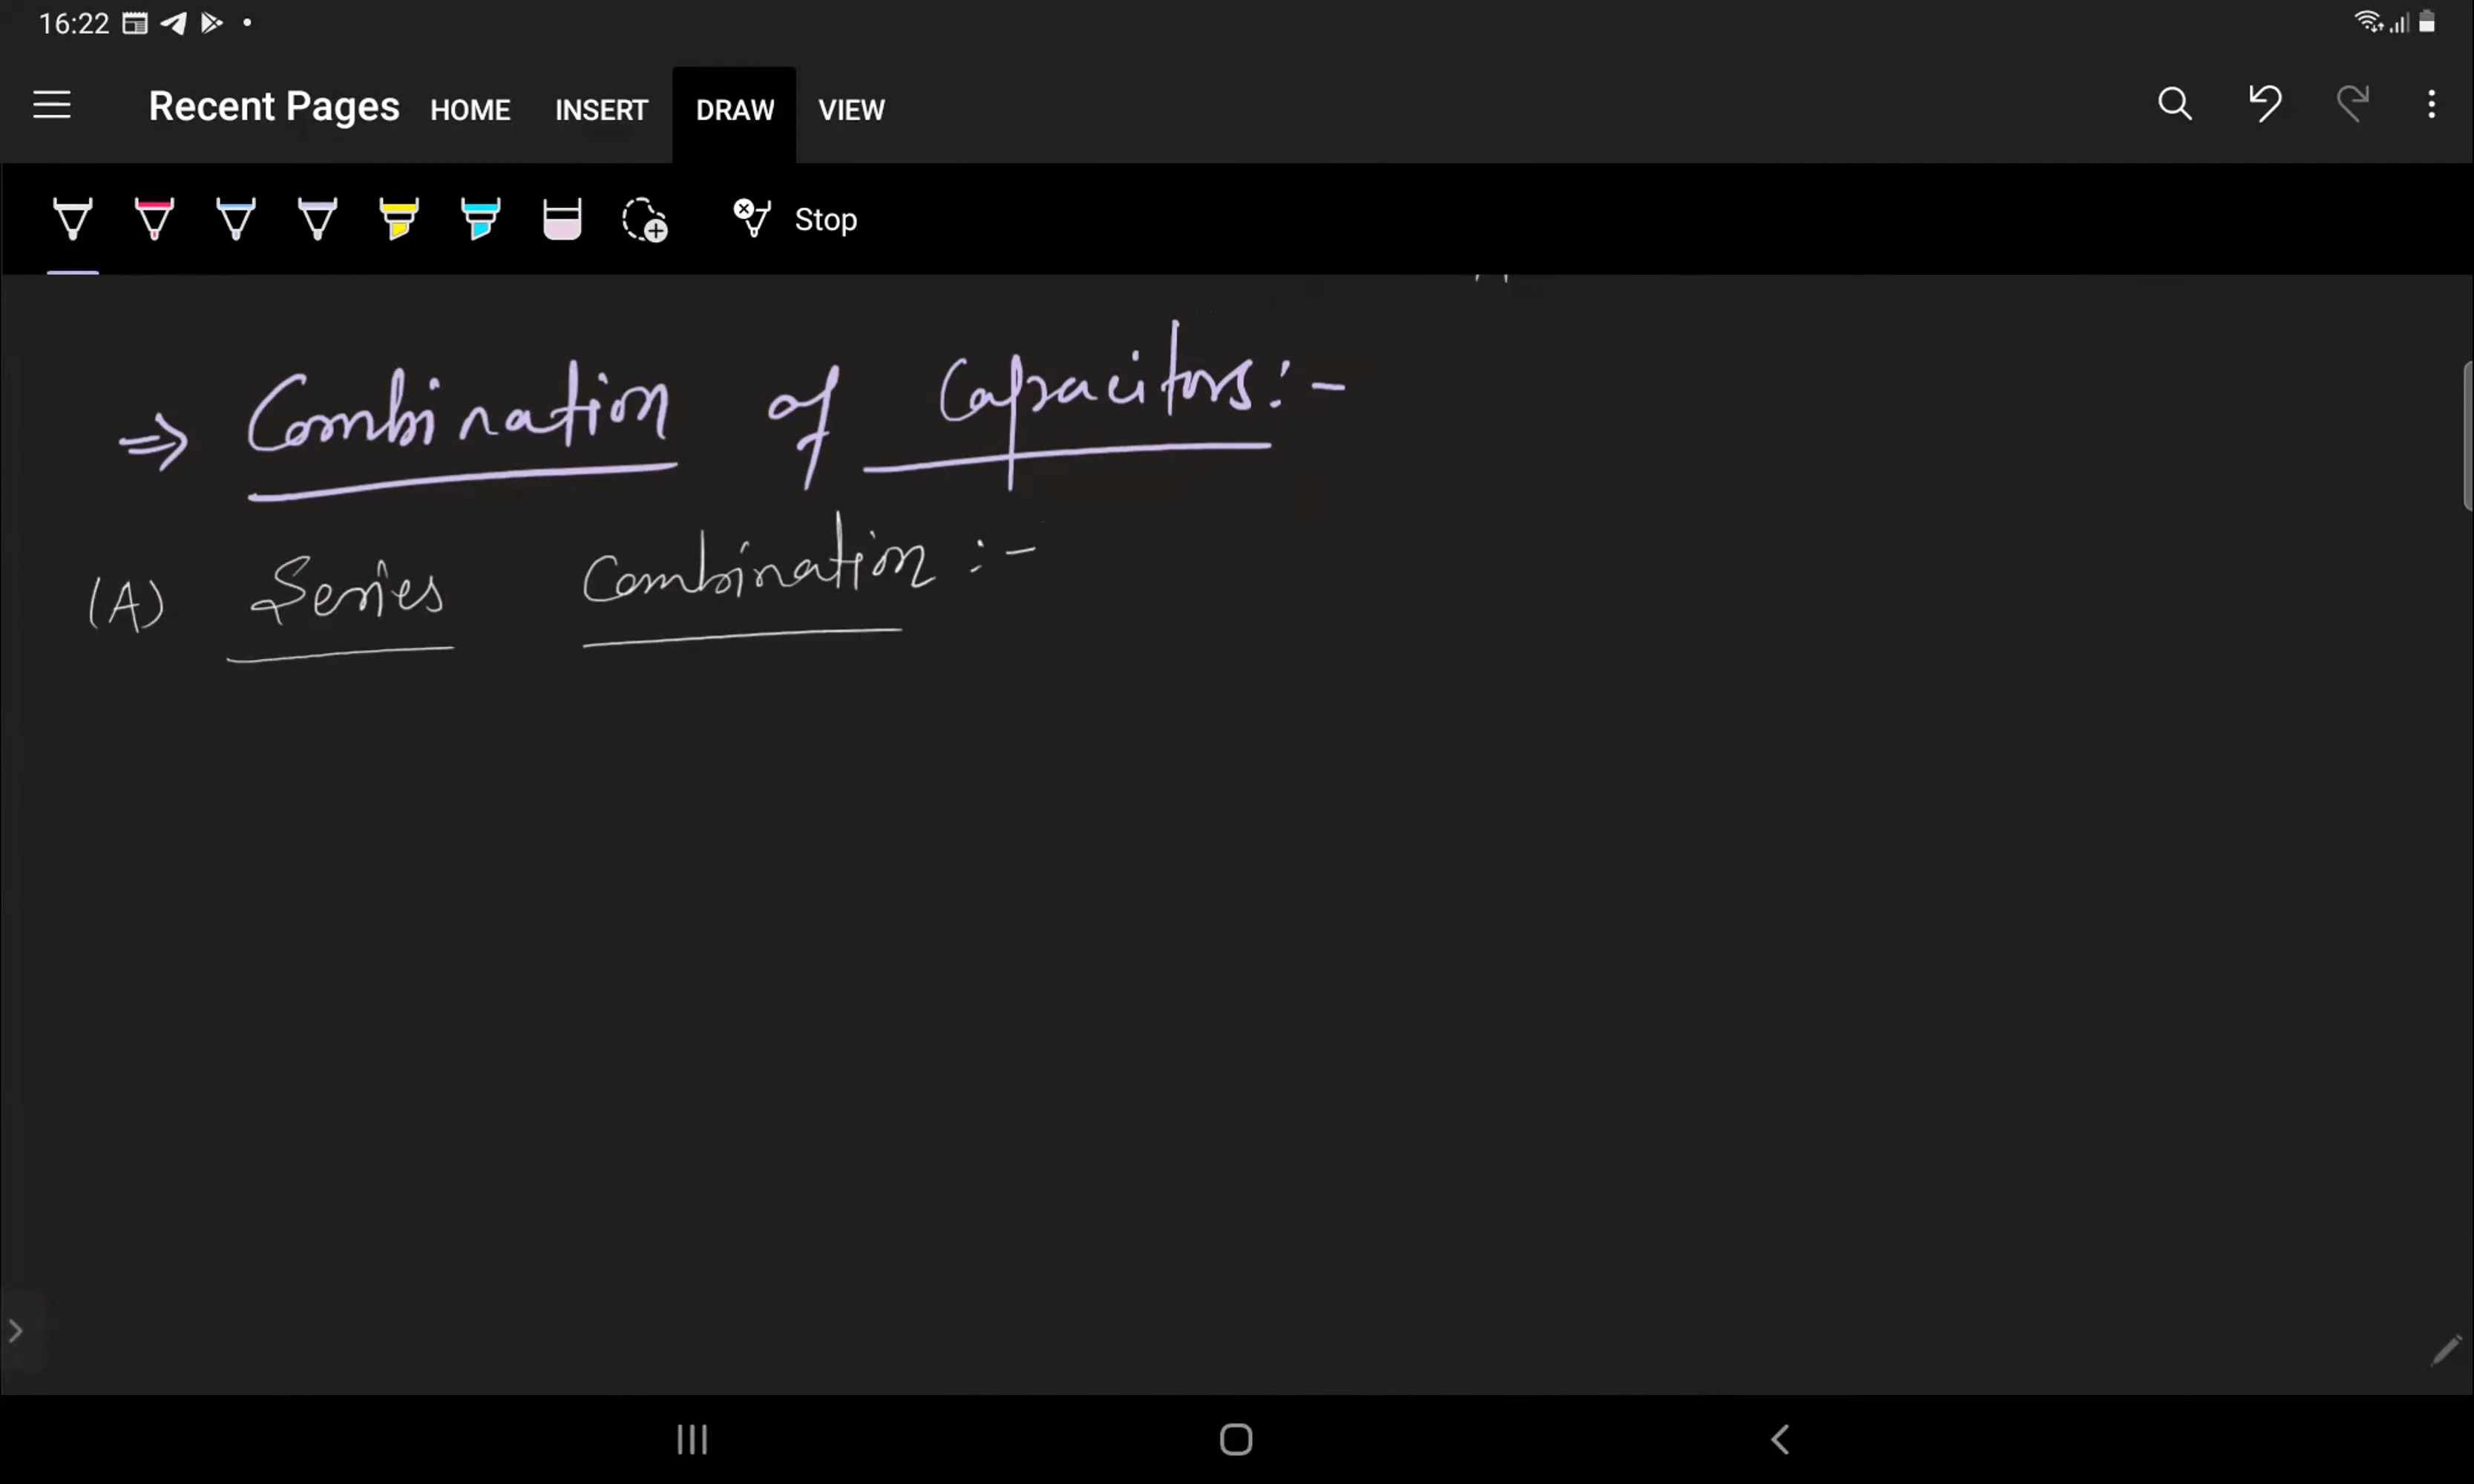 16:22
Recent Pages HOME INSERT DRAW VIEW
Stop
⇒ Combination of Capacitors:-
(A) Series Combination:-